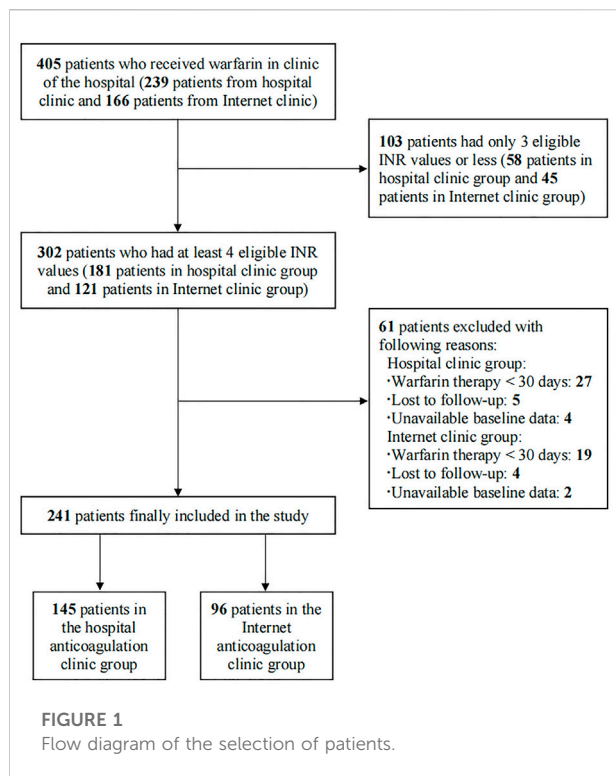 405 patients who received warfarin in clinic
of the hospital (239 patients from hospital
clinic and 166 patients from Internet clinic)
103 patients had only 3 eligible
INR values or less (58 patients in
hospital clinic group and 45
patients in Internet clinic group)
302 patients who had at least 4 eligible INR
values (181 patients in hospital clinic group
and 121 patients in Internet clinic group)
61 patients excluded with
following reasons:
Hospital clinic group:
·Warfarin therapy < 30 days: 27
·Lost to follow-up: 5
·Unavailable baseline data: 4
Internet clinic group:
·Warfarin therapy < 30 days: 19
·Lost to follow-up: 4
·Unavailable baseline data: 2
241 patients finally included in the study
145 patients in
the hospital
anticoagulation
clinic group
96 patients in the
Internet
anticoagulation
clinic group
FIGURE 1
Flow diagram of the selection of patients.